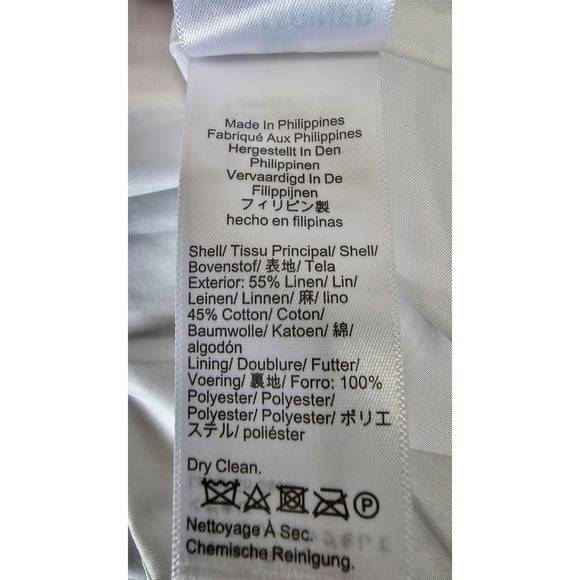 Made In Philippines
Fabriqué Aux Philippines
Hergestellt In Den
Philippinen
Vervaardigd In De
Filippijnen
フィリピン製
hecho en filipinas
Shell/ Tissu Principal/ Shell/
Bovenstof/ 表地/ Tela
Exterior: 55% Linen/ Lin/
Leinen/ Linnen/ 麻/ lino
45% Cotton/ Coton/
Baumwolle/ Katoen/ 綿/
algodón
Lining/ Doublure/ Futter/
Voering/ 裏地/ Forro: 100%
Polyester/ Polyester/
Polyester/ Polyester/ ポリエ
ステル/ poliéster
Dry Clean.
P
Nettoyage À Sec.
Chemische Reinigung.